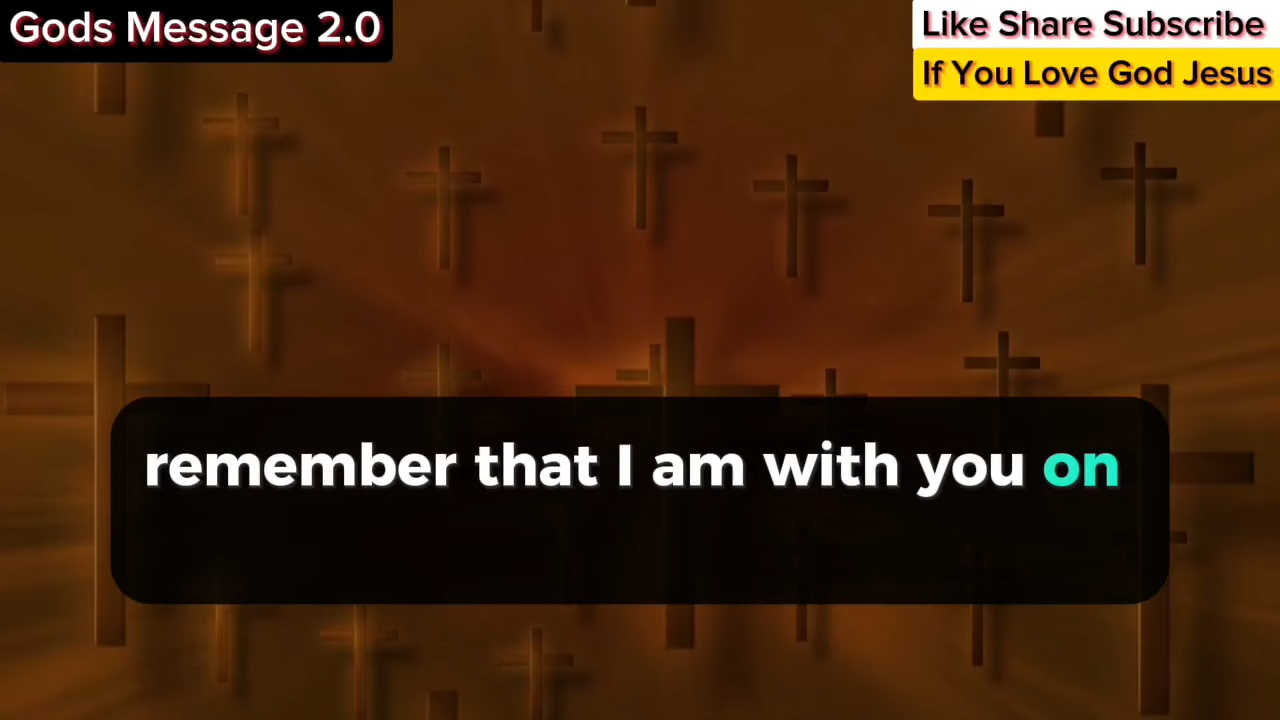 Gods Message 2.0
Like Share Subscribe
If You Love God Jesus
remember that I am with you on